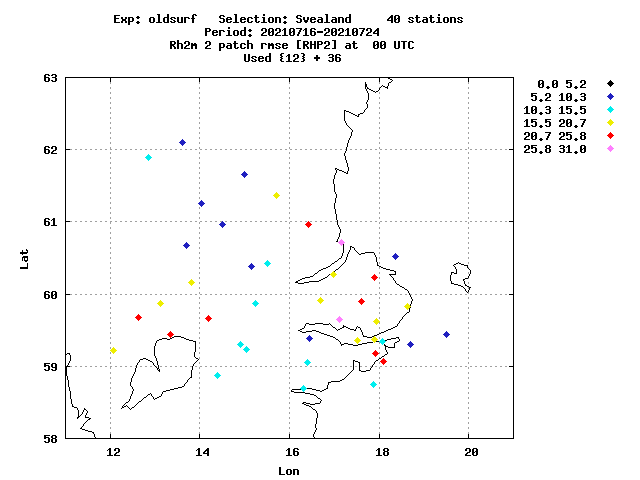 Exp: oldsurf   Selection: Svealand     40 stations
Period: 20210716-20210724
Rh2m 2 patch rmse [RHP2] at  00 UTC
Used {12} + 36
0.0 5.2
5.2 10.3
10.3 15.5
15.5 20.7
20.7 25.8
25.8 31.0
63
62
61
60
59
58
Lat
12 14 16 18 20
Lon